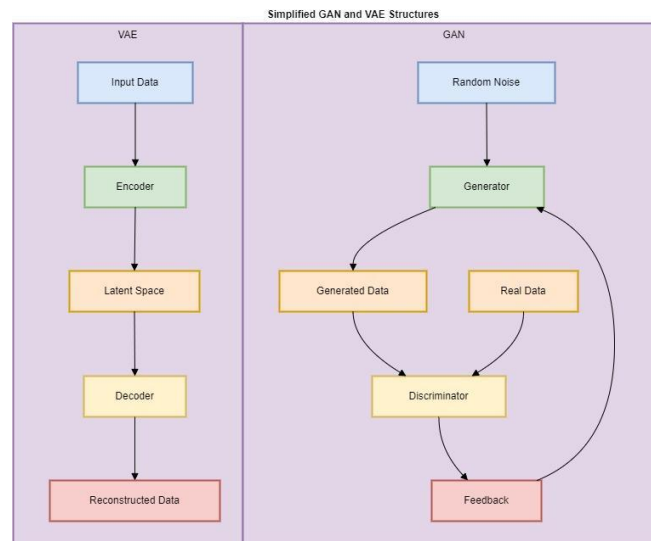 Simplified GAN and VAE Structures
VAE
GAN
Input Data
Random Noise
Encoder
Generator
Latent Space
Generated Data
Real Data
Decoder
Discriminator
Reconstructed Data
Feedback